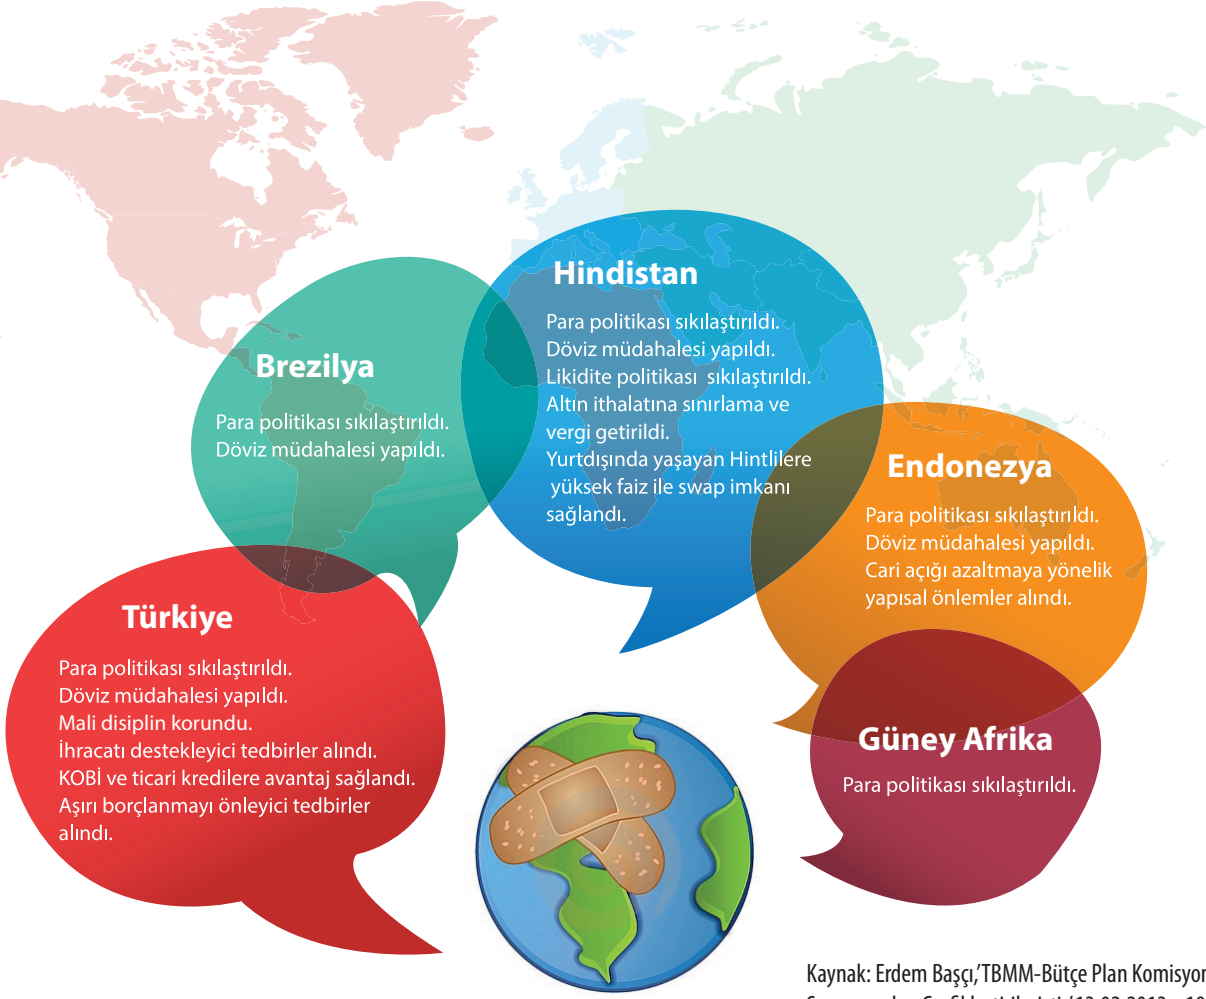 Hindistan
Para politikası sıkılaştırıldı.
Döviz müdahalesi yapıldı.
Likidite politikası sıkılaştırıldı.
Altın ithalatına sınırlama ve
vergi getirildi.
Yurtdışında yaşayan Hintlilere
yüksek faiz ile swap imkanı
sağlandı.
Brezilya
Para politikası sıkılaştırıldı.
Döviz müdahalesi yapıldı.
Endonezya
Para politikası sıkılaştırıldı.
Döviz müdahalesi yapıldı.
Cari açığı azaltmaya yönelik
yapısal önlemler alındı.
Türkiye
Para politikası sıkılaştırıldı.
Döviz müdahalesi yapıldı.
Mali disiplin korundu.
İhracatı destekleyici tedbirler alındı.
KOBİ ve ticari kredilere avantaj sağlandı.
Aşırı borçlanmayı önleyici tedbirler
alındı.
Güney Afrika
Para politikası sıkılaştırıldı.
Kaynak: Erdem Başçı,'TBMM-Bütçe Plan Komisyon